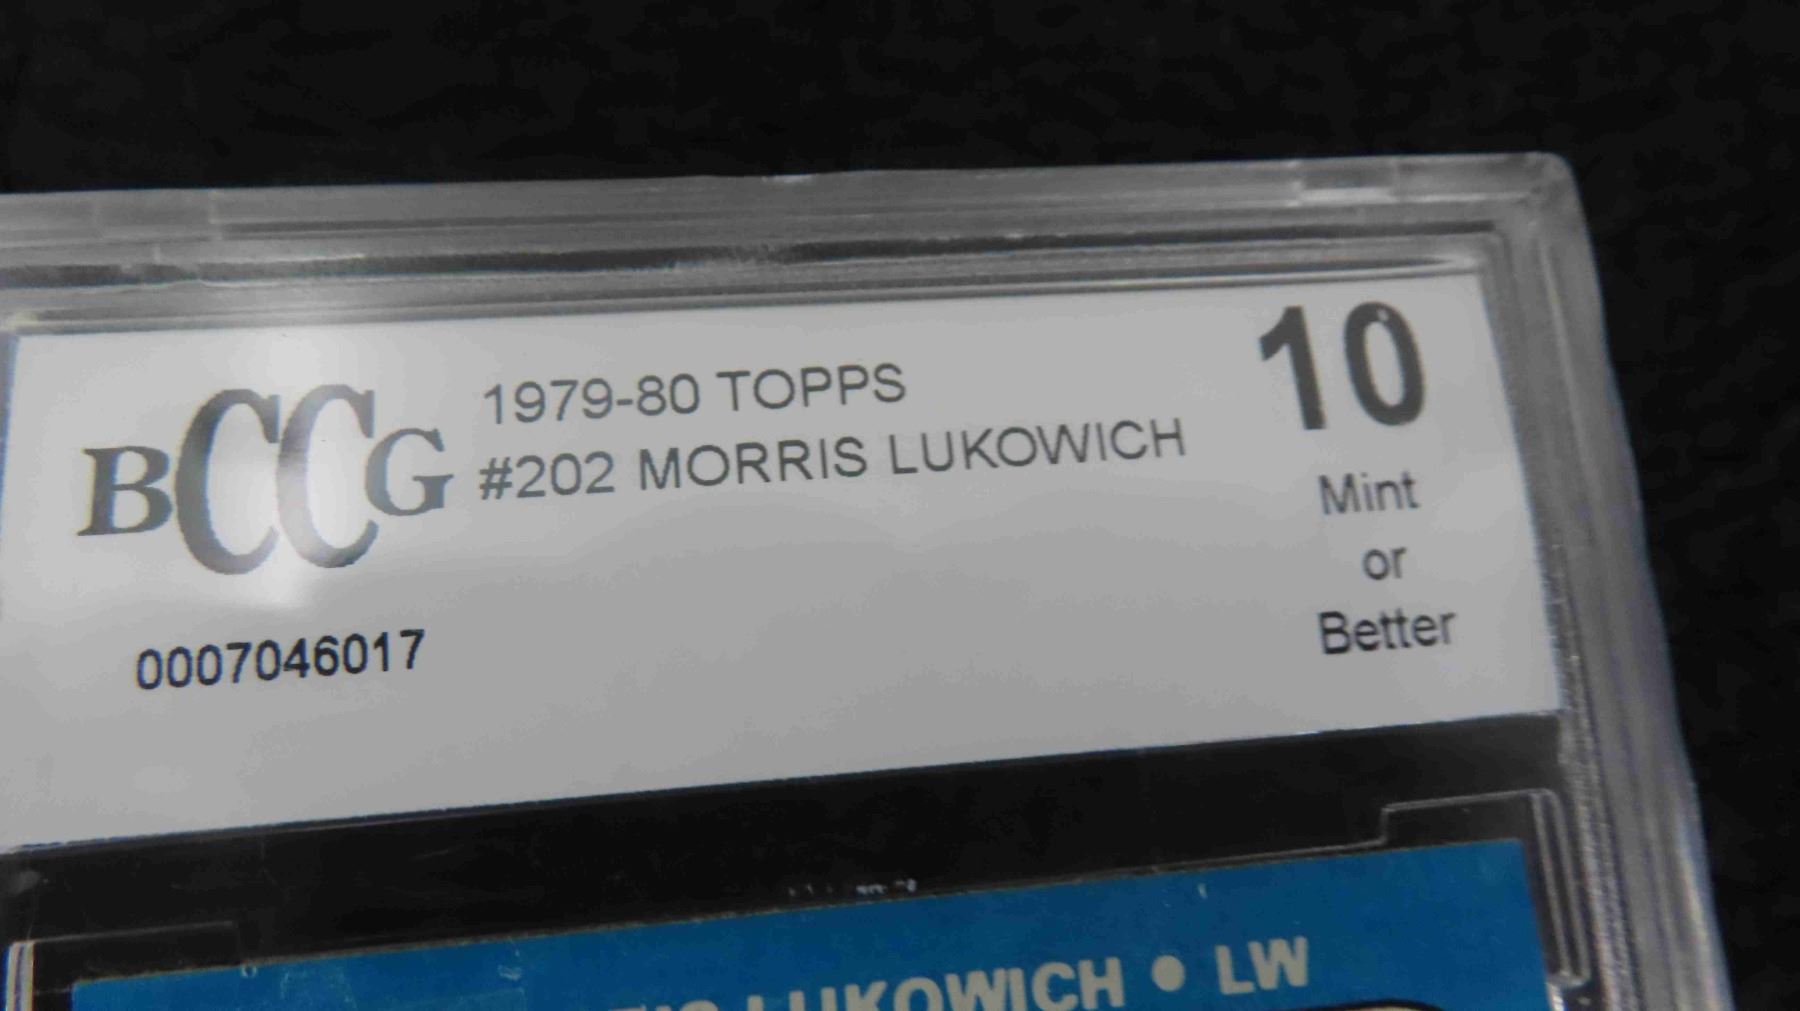 BCCG
1979-80 TOPPS
#202 MORRIS LUKOWICH
10
Mint
or
Better
0007046017
LUKOWICH • LW